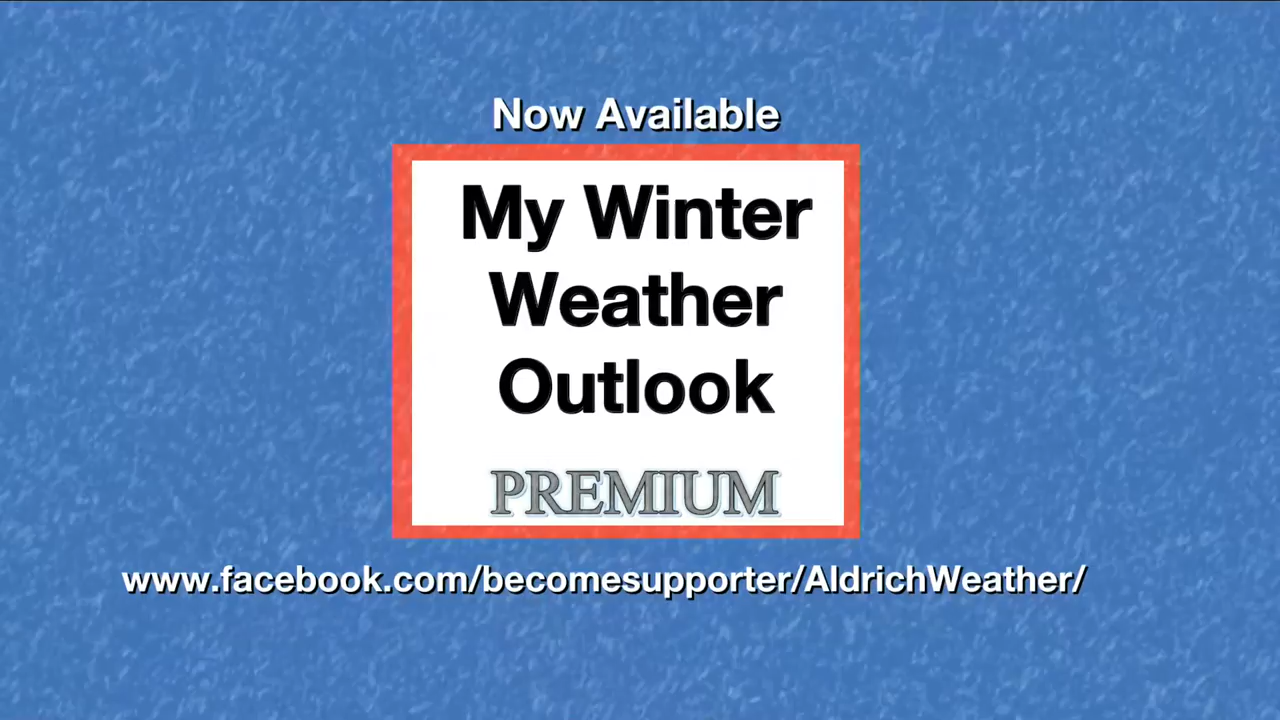 Now Available
My Winter
Weather
Outlook
PREMIUM
www.facebook.com/becomesupporter/AldrichWeather/